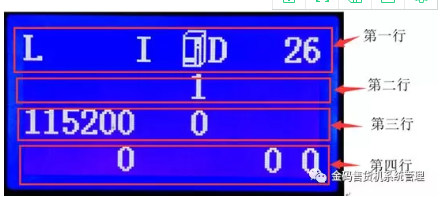 L I D 26 第一行
1 第二行
115200 0 第三行
0 0 0 第四行
金码售货机系统管理